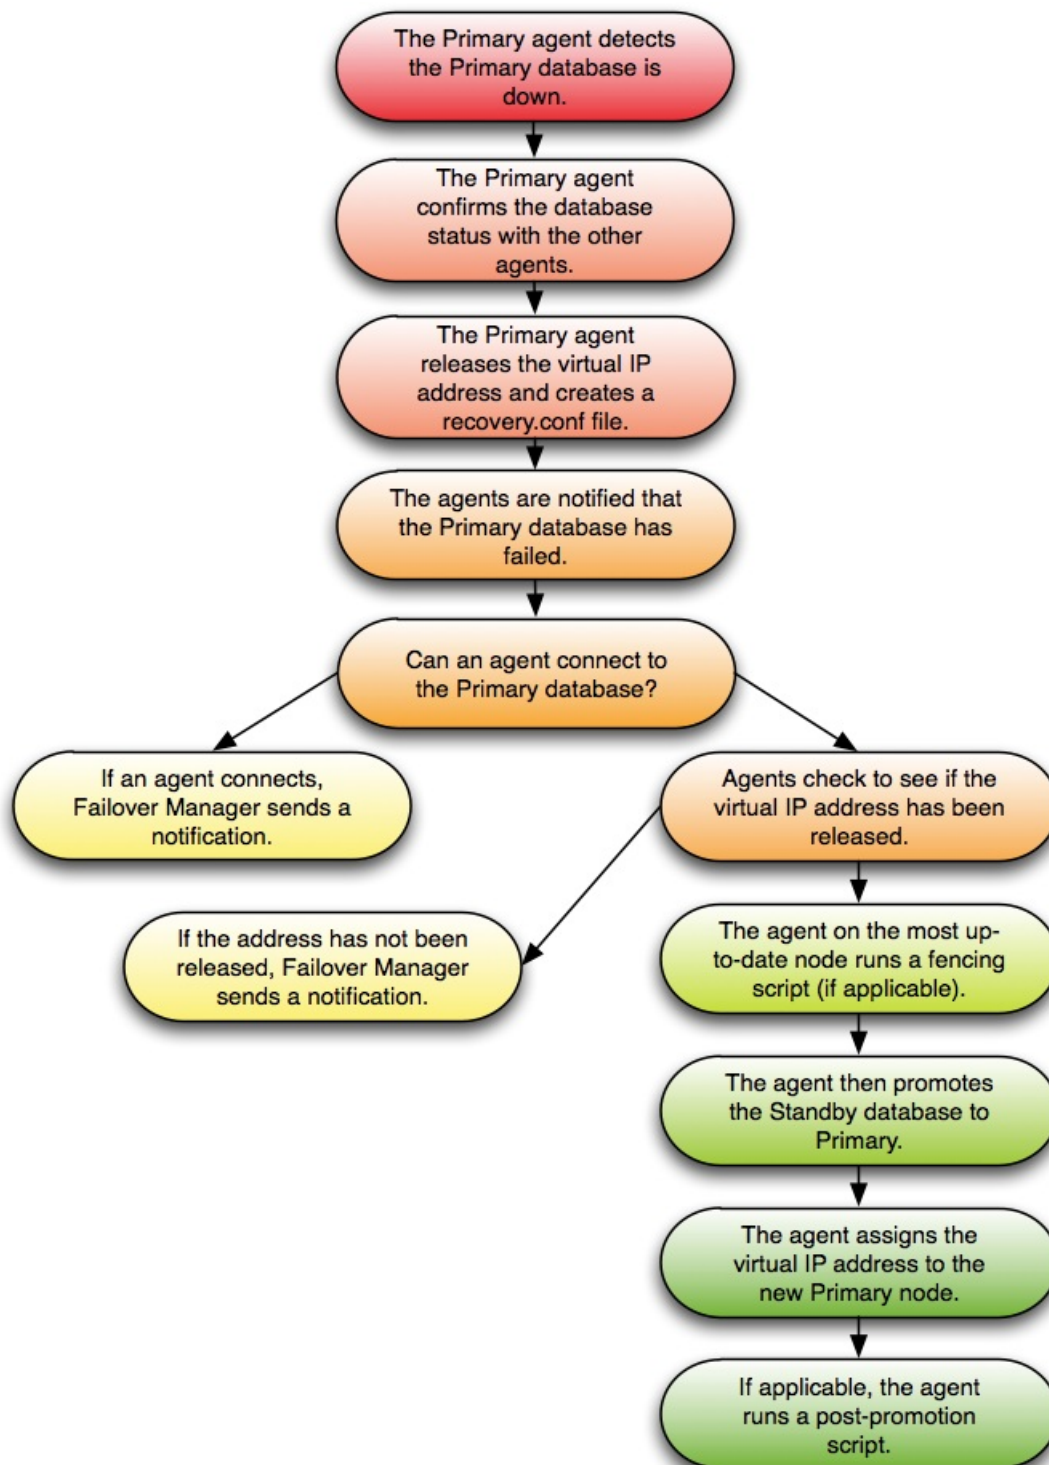 The Primary agent detects
the Primary database is
down.
The Primary agent
confirms the database
status with the other
agents.
The Primary agent
releases the virtual IP
address and creates a
recovery.conf file.
The agents are notified that
the Primary database has
failed.
Can an agent connect to
the Primary database?
If an agent connects,
Failover Manager sends a
notification.
Agents check to see if the
virtual IP address has been
released.
If the address has not been
released, Failover Manager
sends a notification.
The agent on the most up-
to-date node runs a fencing
script (if applicable).
The agent then promotes
the Standby database to
Primary.
The agent assigns the
virtual IP address to the
new Primary node.
If applicable, the agent
runs a post-promotion
script.